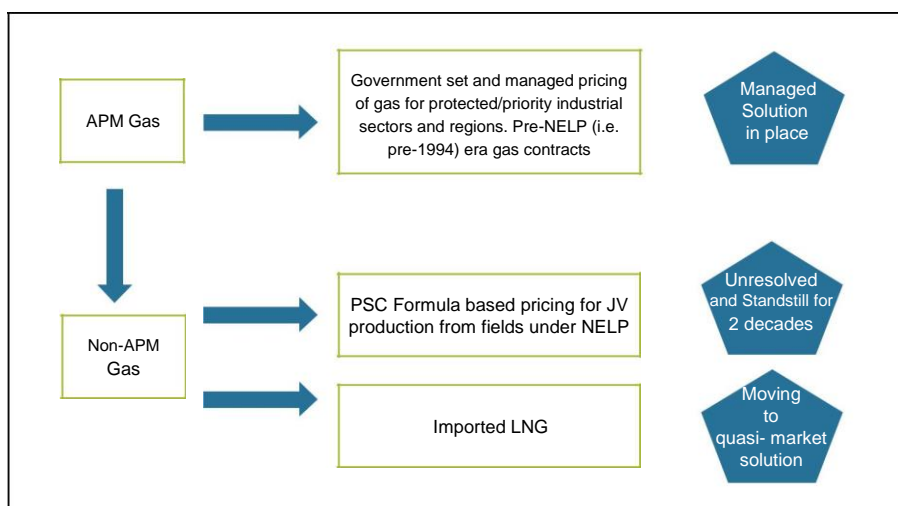 APM Gas
Government set and managed pricing
of gas for protected/priority industrial
sectors and regions. Pre-NELP (i.e.
pre-1994) era gas contracts
Managed
Solution
in place
Non-APM
Gas
PSC Formula based pricing for JV
production from fields under NELP
Unresolved
and Standstill for
2 decades
Imported LNG
Moving
to
quasi- market
solution